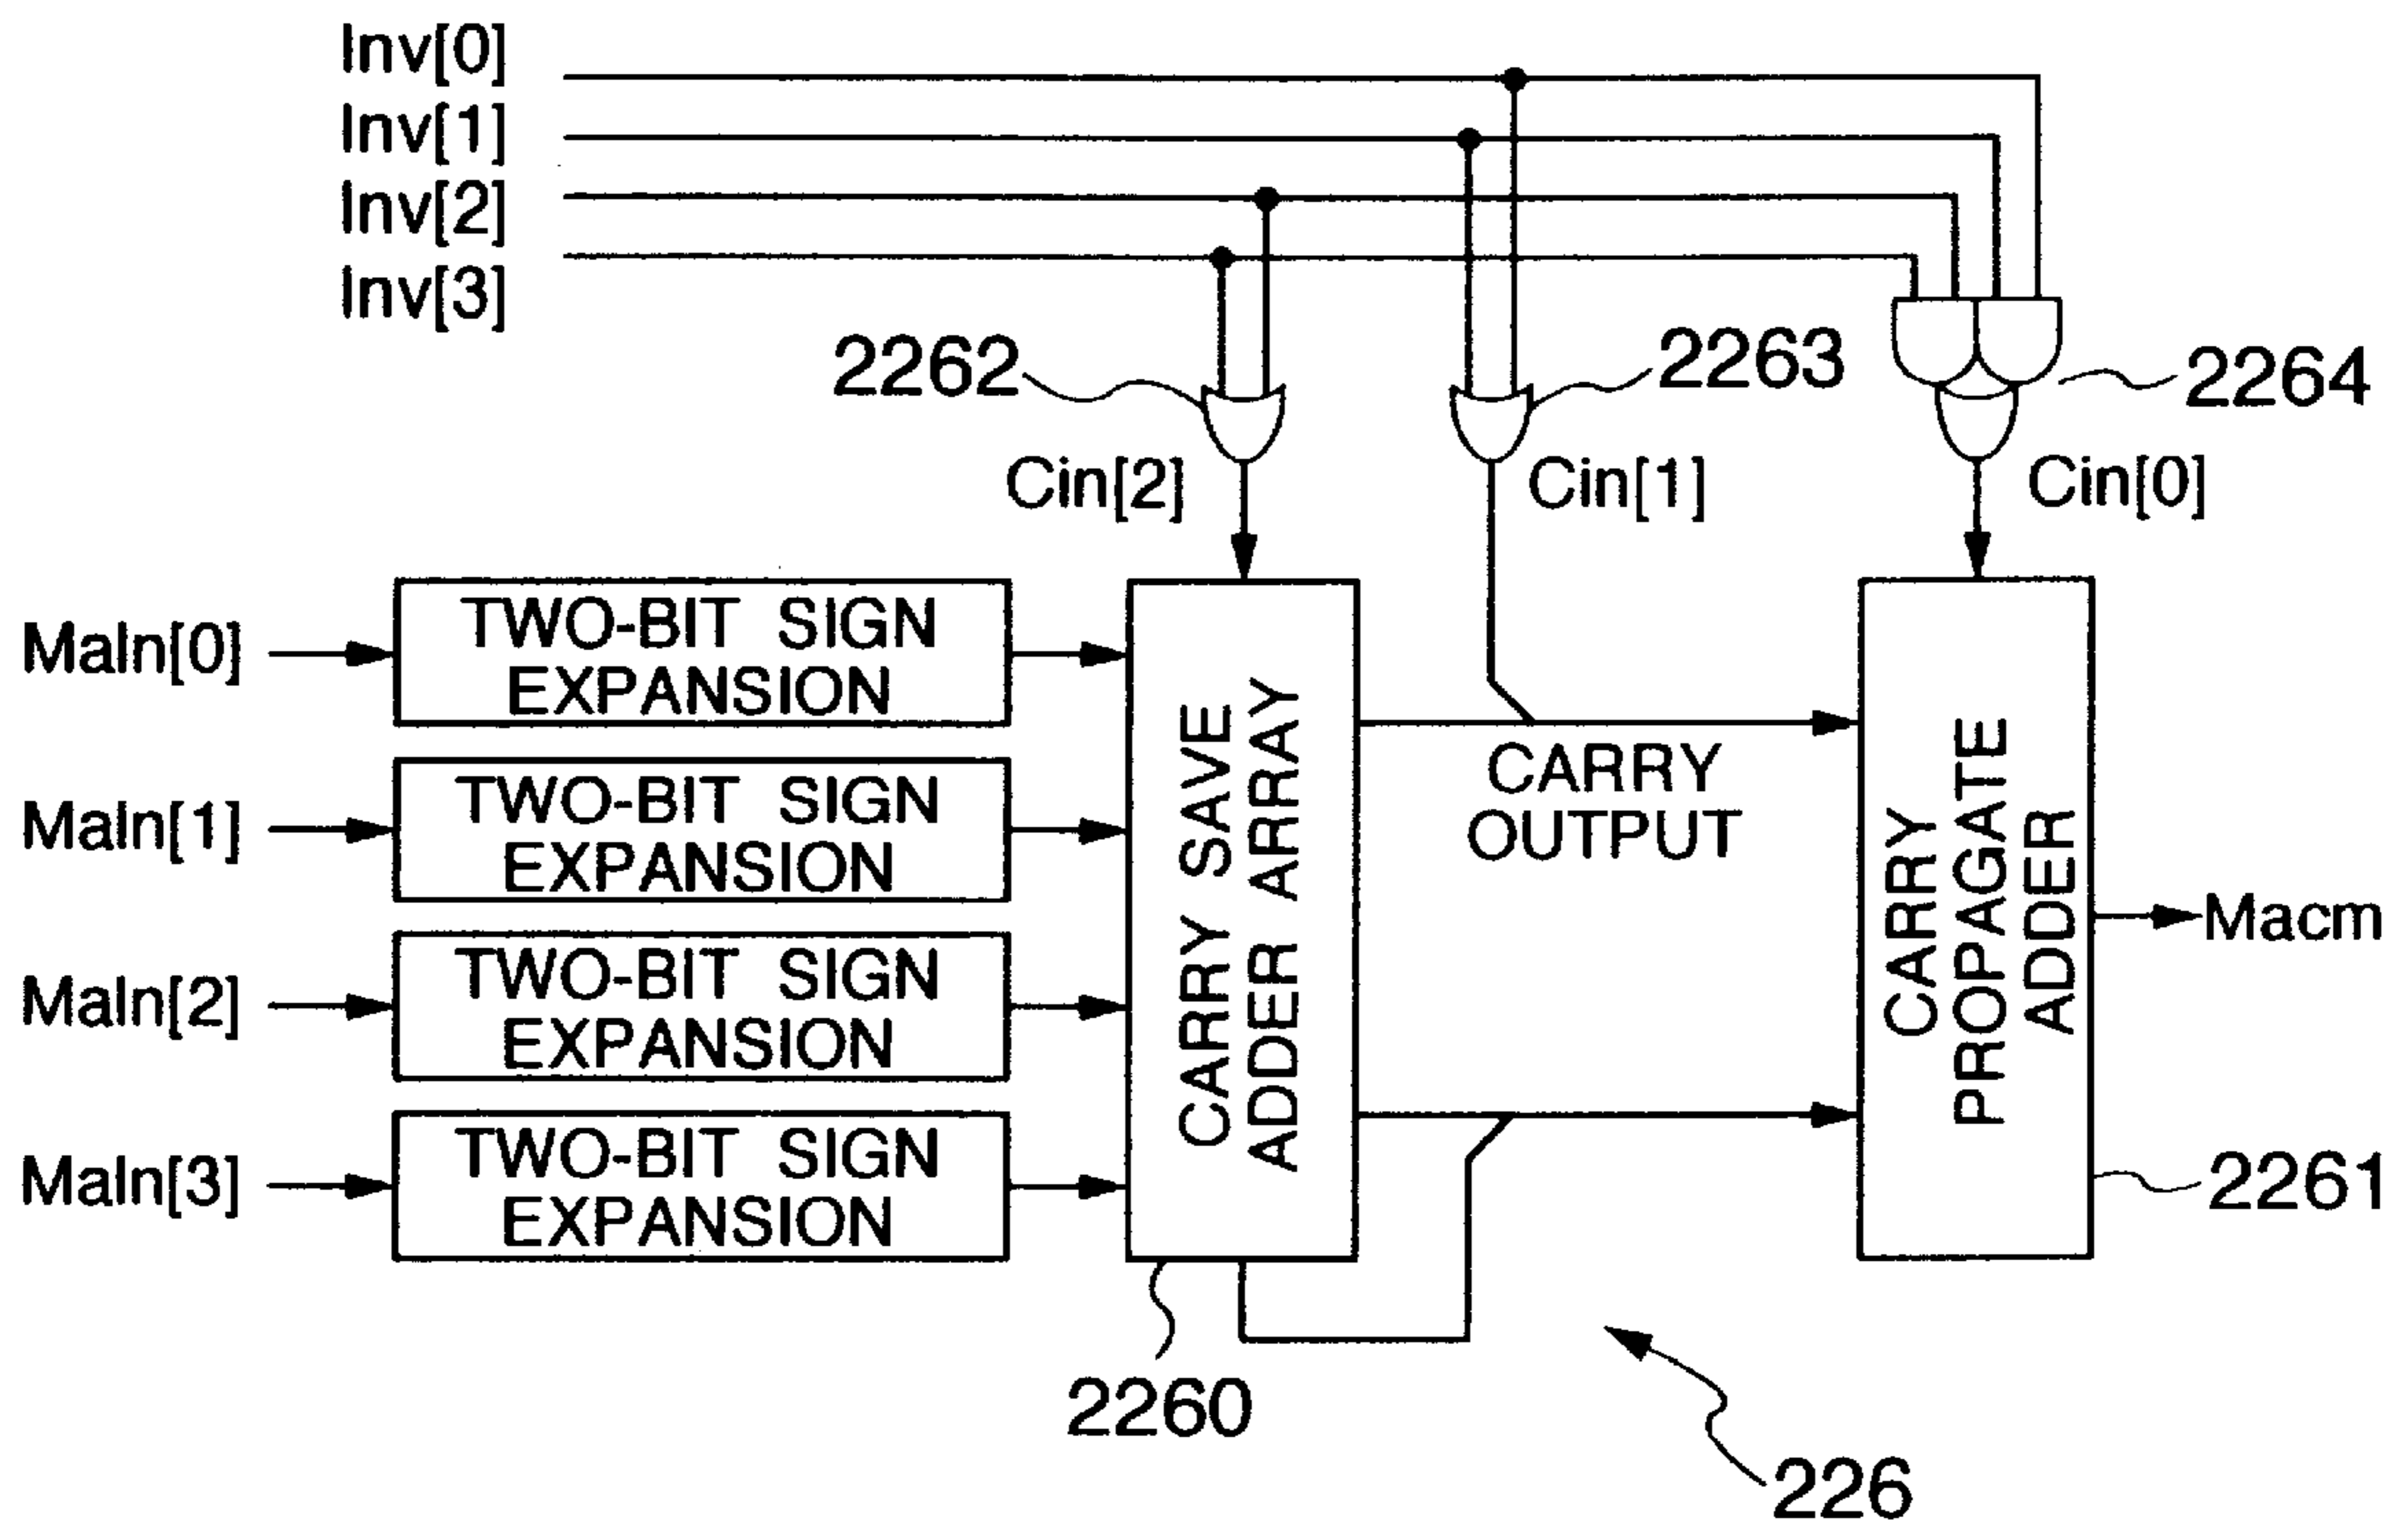 Inv[0]
Inv[1]
Inv[2]
Inv[3]
2262
2263
2264
Cin[2]
Cin[1]
Cin[0]
MaIn[0]
TWO-BIT SIGN
EXPANSION
MaIn[1]
TWO-BIT SIGN
EXPANSION
MaIn[2]
TWO-BIT SIGN
EXPANSION
MaIn[3]
TWO-BIT SIGN
EXPANSION
CARRY SAVE
ADDER ARRAY
CARRY
OUTPUT
CARRY
PROPAGATE
ADDER
Macm
2261
2260
226